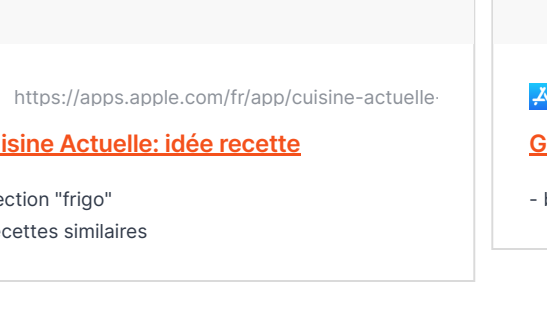 https://apps.apple.com/fr/app/cuisine-actuelle-
isine Actuelle: idée recette
ection "frigo"
cettes similaires
G
-